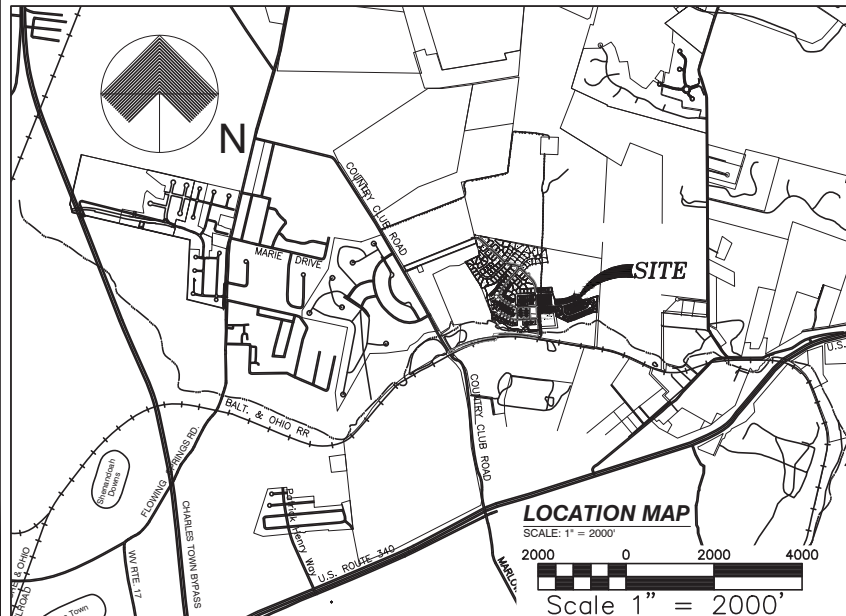 N
COUNTRY CLUB ROAD
MARIE DRIVE
SITE
U.S.
BALT. & OHIO RR
COUNTRY CLUB ROAD
FLOWING SPRINGS RD.
Shenandoah
Downs
CHARLES TOWN BYPASS
Patrick Henry Way
U.S. ROUTE 340
WV RTE. 17
& OHIO
Town
LOCATION MAP
SCALE: 1" = 2000'
2000 0 2000 4000
Scale 1" = 2000'